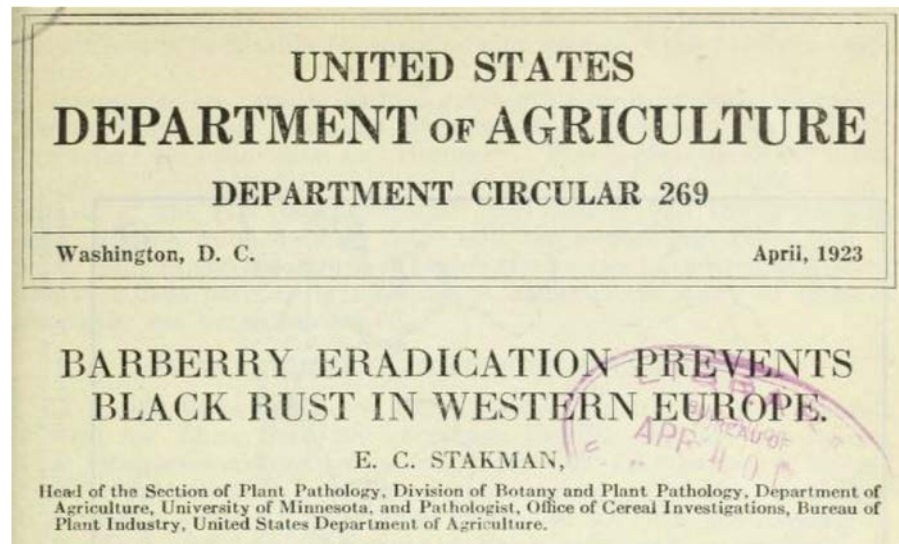 UNITED STATES
DEPARTMENT OF AGRICULTURE
DEPARTMENT CIRCULAR 269
Washington, D. C. April, 1923
BARBERRY ERADICATION PREVENTS
BLACK RUST IN WESTERN EUROPE.
E. C. STAKMAN,
Head of the Section of Plant Pathology, Division of Botany and Plant Pathology, Department of
Agriculture, University of Minnesota, and Pathologist, Office of Cereal Investigations, Bureau of
Plant Industry, United States Department of Agriculture.
BUREAU OF